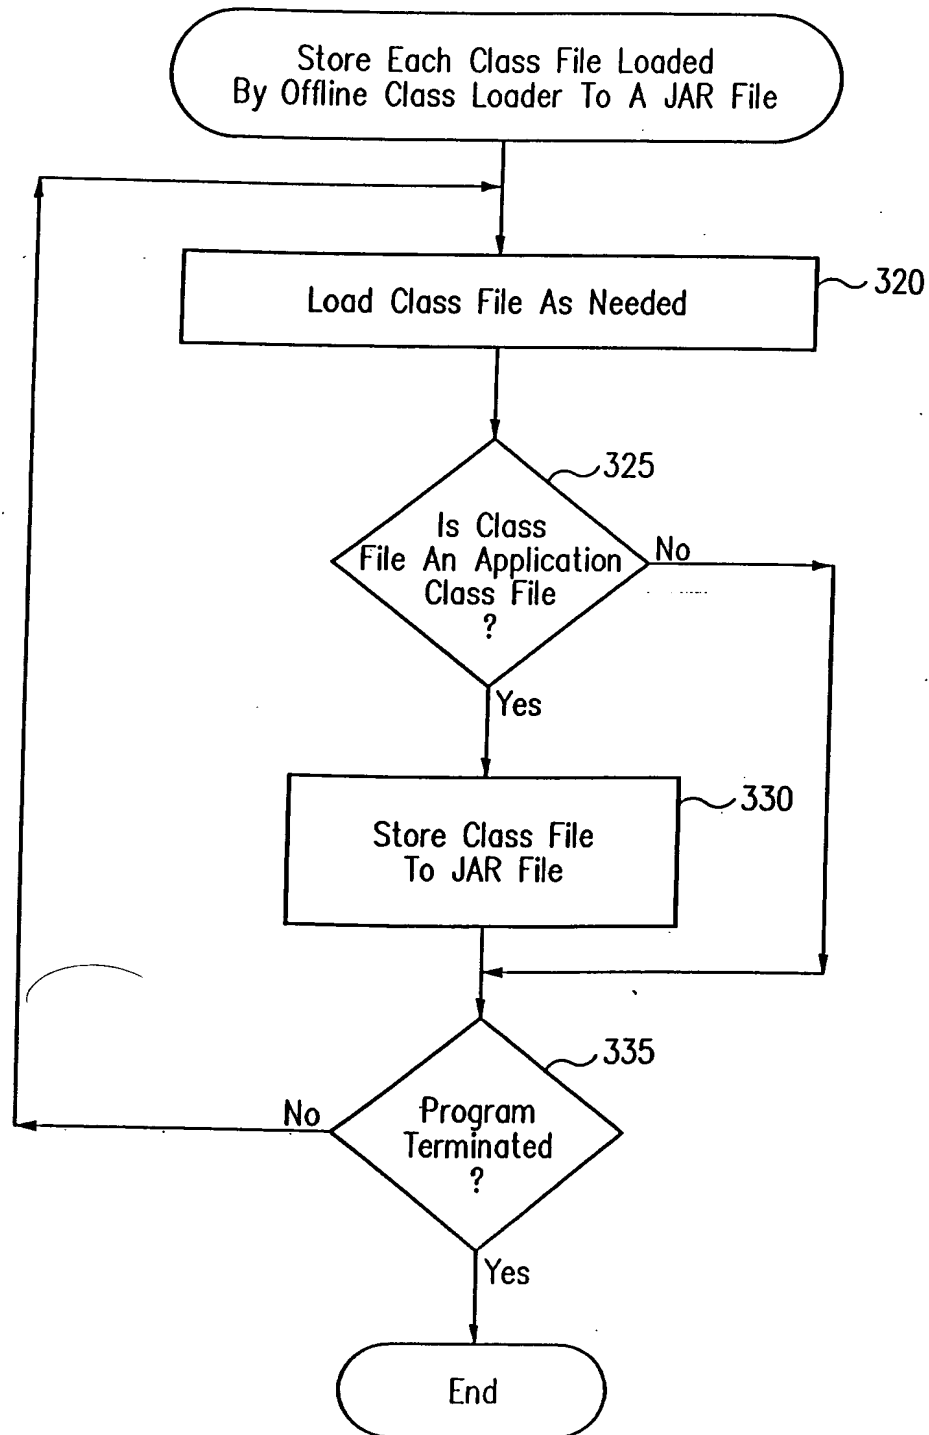 Store Each Class File Loaded
By Offline Class Loader To A JAR File
Load Class File As Needed
320
325
Is Class
File An Application
Class File
?
No
Yes
330
Store Class File
To JAR File
335
Program
Terminated
?
No
Yes
End